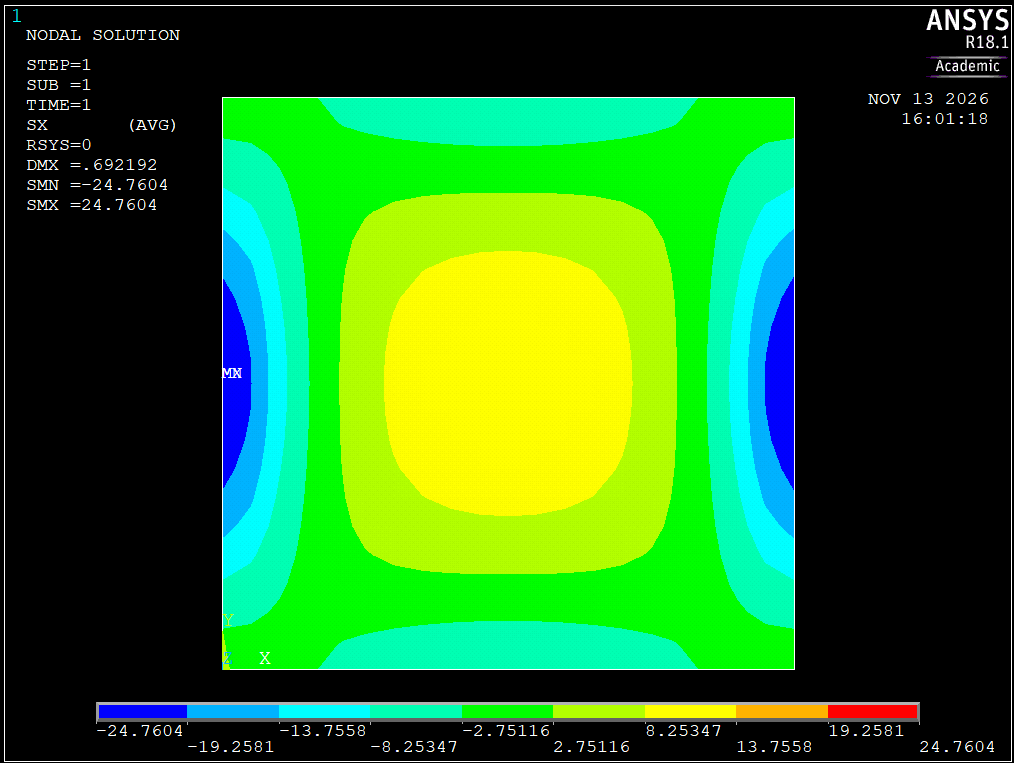 1
ANSYS
R18.1
Academic
NODAL SOLUTION
STEP=1
SUB =1
TIME=1
SX (AVG)
RSYS=0
DMX =.692192
SMN =-24.7604
SMX =24.7604
NOV 13 2026
16:01:18
Y
Z X
-24.7604 -13.7558 -2.75116 8.25347 19.2581
-19.2581 -8.25347 2.75116 13.7558 24.7604